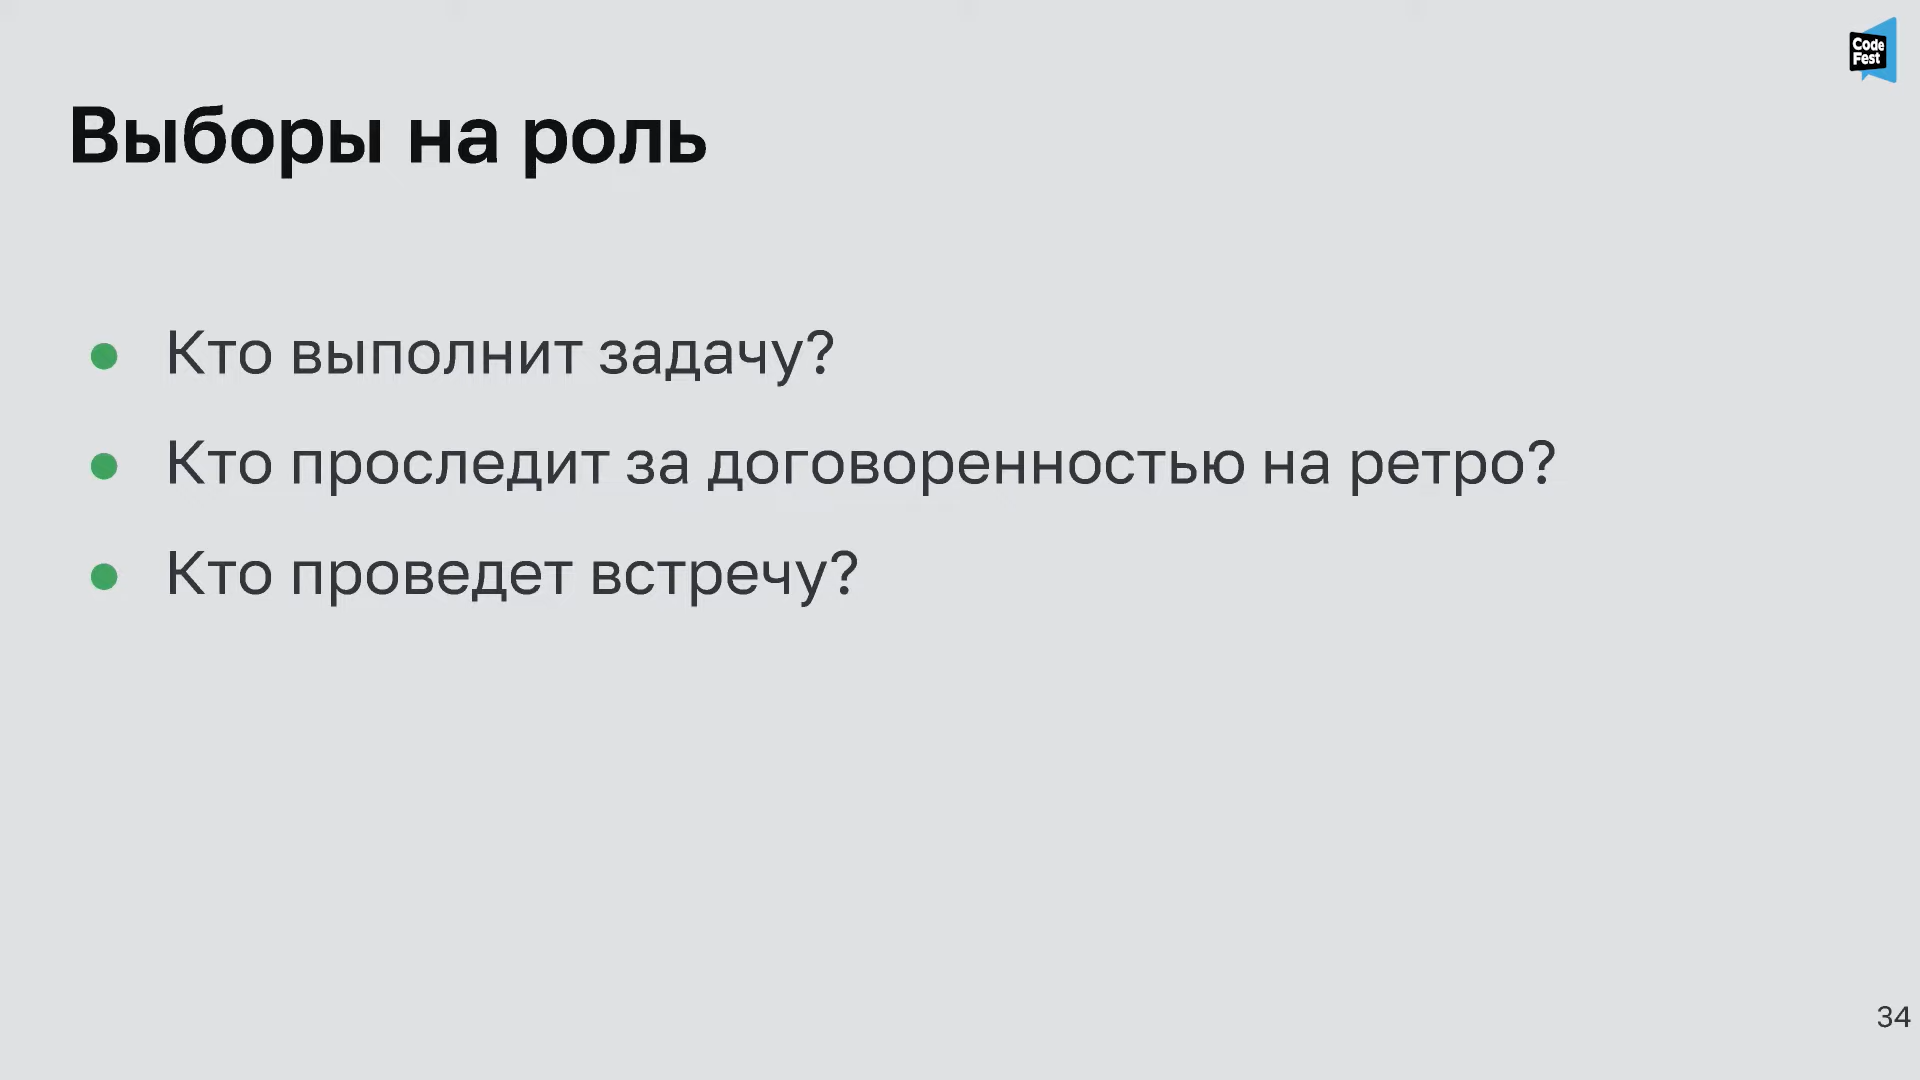 Code
Fest
Выборы на роль
Кто выполнит задачу?
Кто проследит за договоренностью на ретро?
Кто проведет встречу?
34